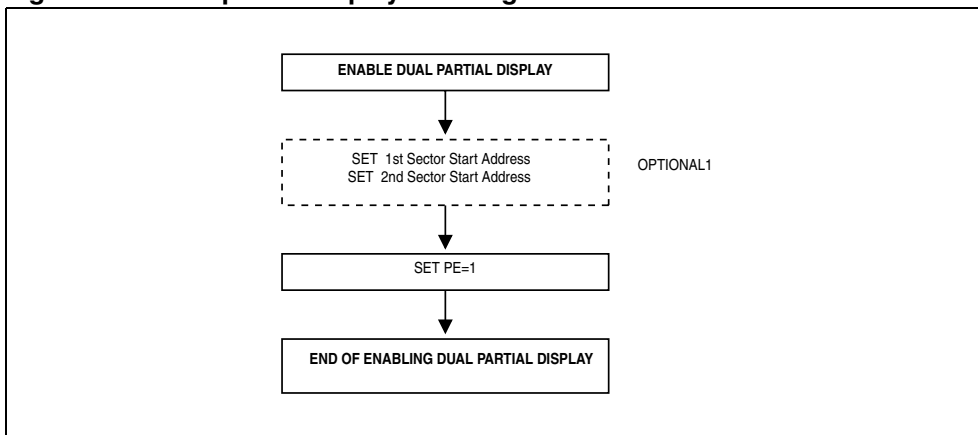 ENABLE DUAL PARTIAL DISPLAY
SET 1st Sector Start Address
SET 2nd Sector Start Address
OPTIONAL1
SET PE=1
END OF ENABLING DUAL PARTIAL DISPLAY